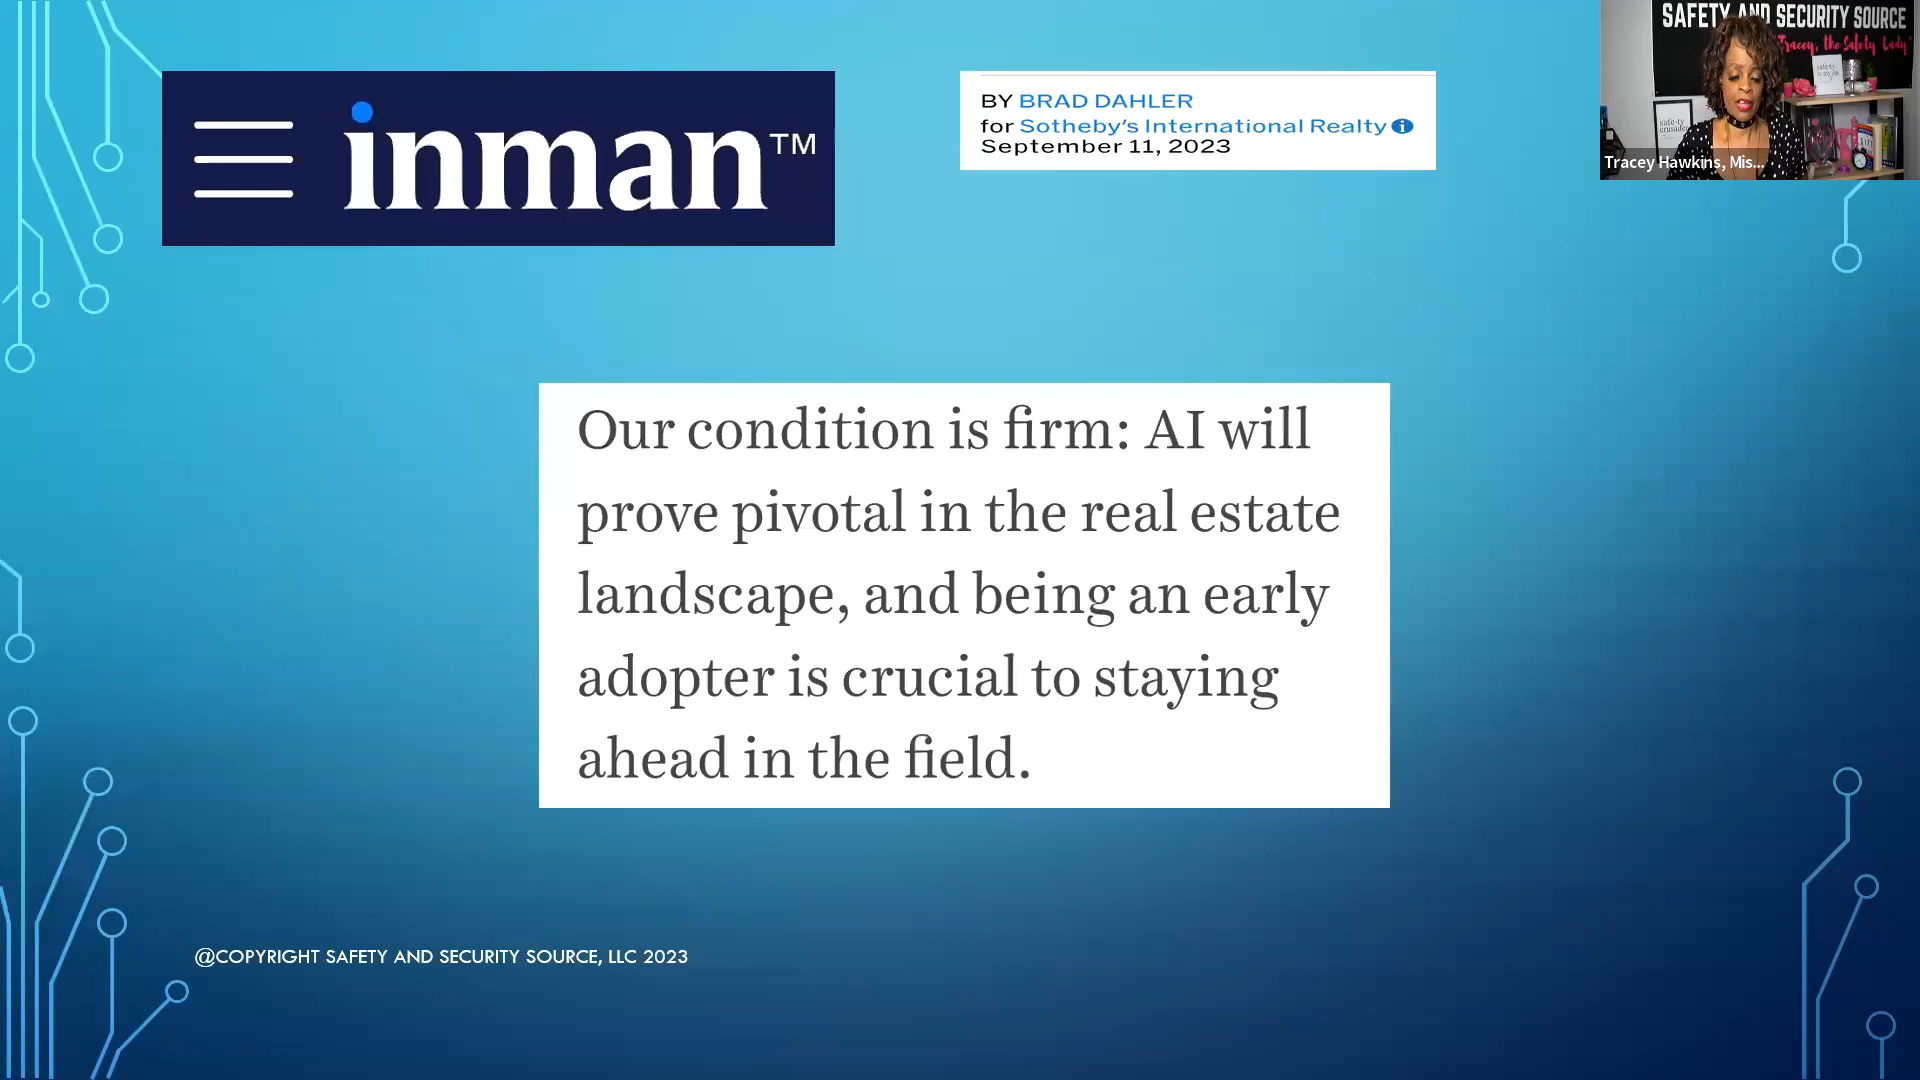 inman™
BY BRAD DAHLER
for Sotheby's International Realty
September 11, 2023
SAFETY AND SECURITY SOURCE
Tracey, the Safety Lady
Tracey Hawkins, Mis...
Our condition is firm: AI will
prove pivotal in the real estate
landscape, and being an early
adopter is crucial to staying
ahead in the field.
@COPYRIGHT SAFETY AND SECURITY SOURCE, LLC 2023